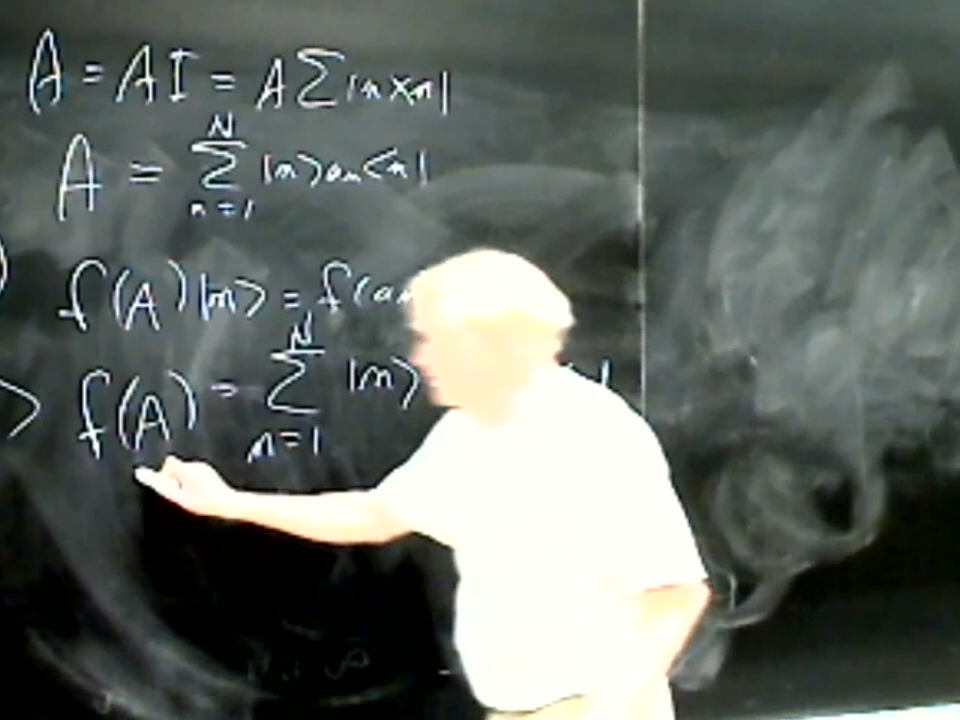 A = AI = A Σ |n><n|
A = Σ_{n=1}^{N} |n> a_n <n|
f(A)|n> = f(a_n
> f(A) = Σ_{n=1}^{N} |n>